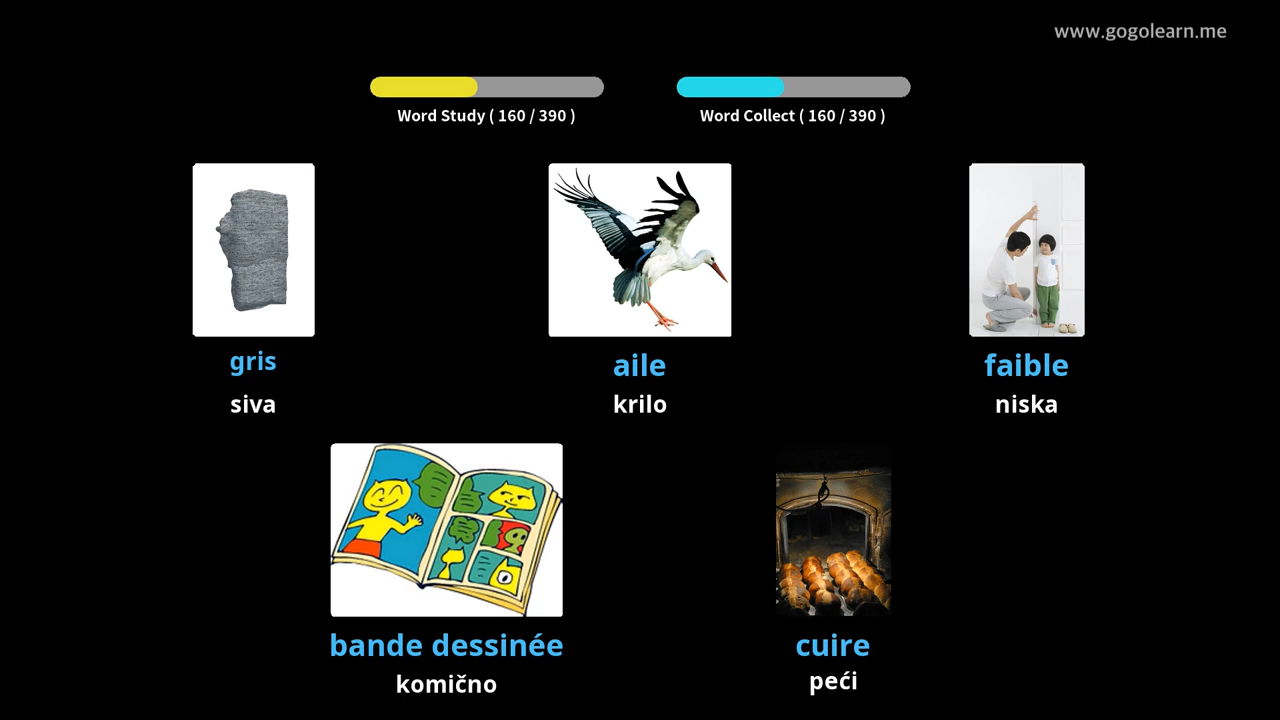 www.gogolearn.me
Word Study ( 160 / 390 )
Word Collect ( 160 / 390 )
gris
siva
aile
krilo
faible
niska
bande dessinée
komično
cuire
peći